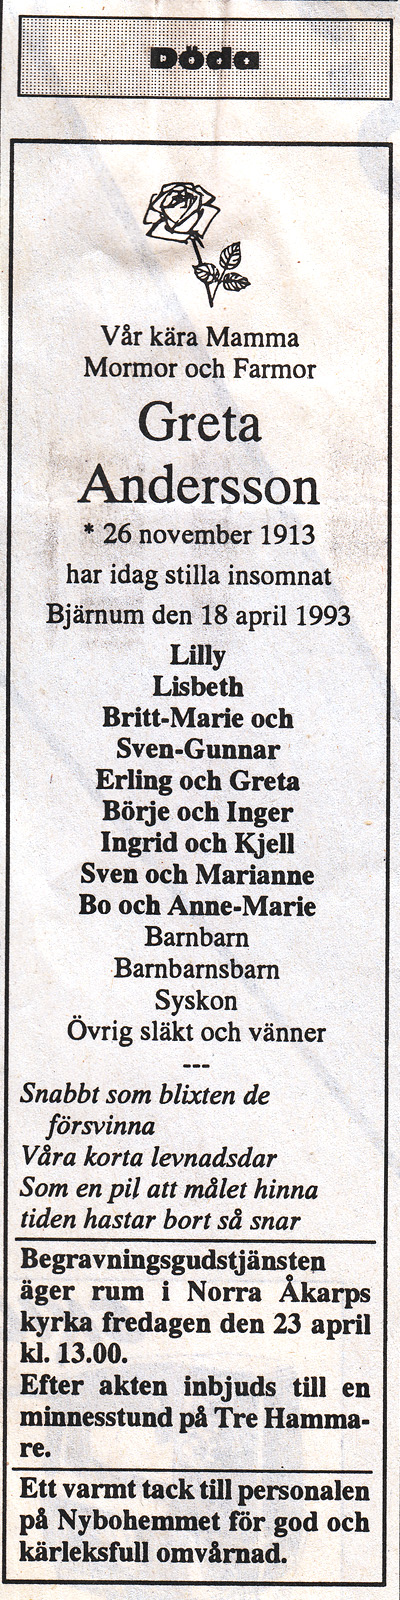 Döda
Vår kära Mamma
Mormor och Farmor
Greta
Andersson
* 26 november 1913
har idag stilla insomnat
Bjärnum den 18 april 1993
Lilly
Lisbeth
Britt-Marie och
Sven-Gunnar
Erling och Greta
Börje och Inger
Ingrid och Kjell
Sven och Marianne
Bo och Anne-Marie
Barnbarn
Barnbarnsbarn
Syskon
Övrig släkt och vänner
---
Snabbt som blixten de
försvinna
Våra korta levnadsdar
Som en pil att målet hinna
tiden hastar bort så snar
Begravningsgudstjänsten
äger rum i Norra Åkarps
kyrka fredagen den 23 april
kl. 13.00.
Efter akten inbjuds till en
minnesstund på Tre Hamma-
re.
Ett varmt tack till personalen
på Nybohemmet för god och
kärleksfull omvårnad.